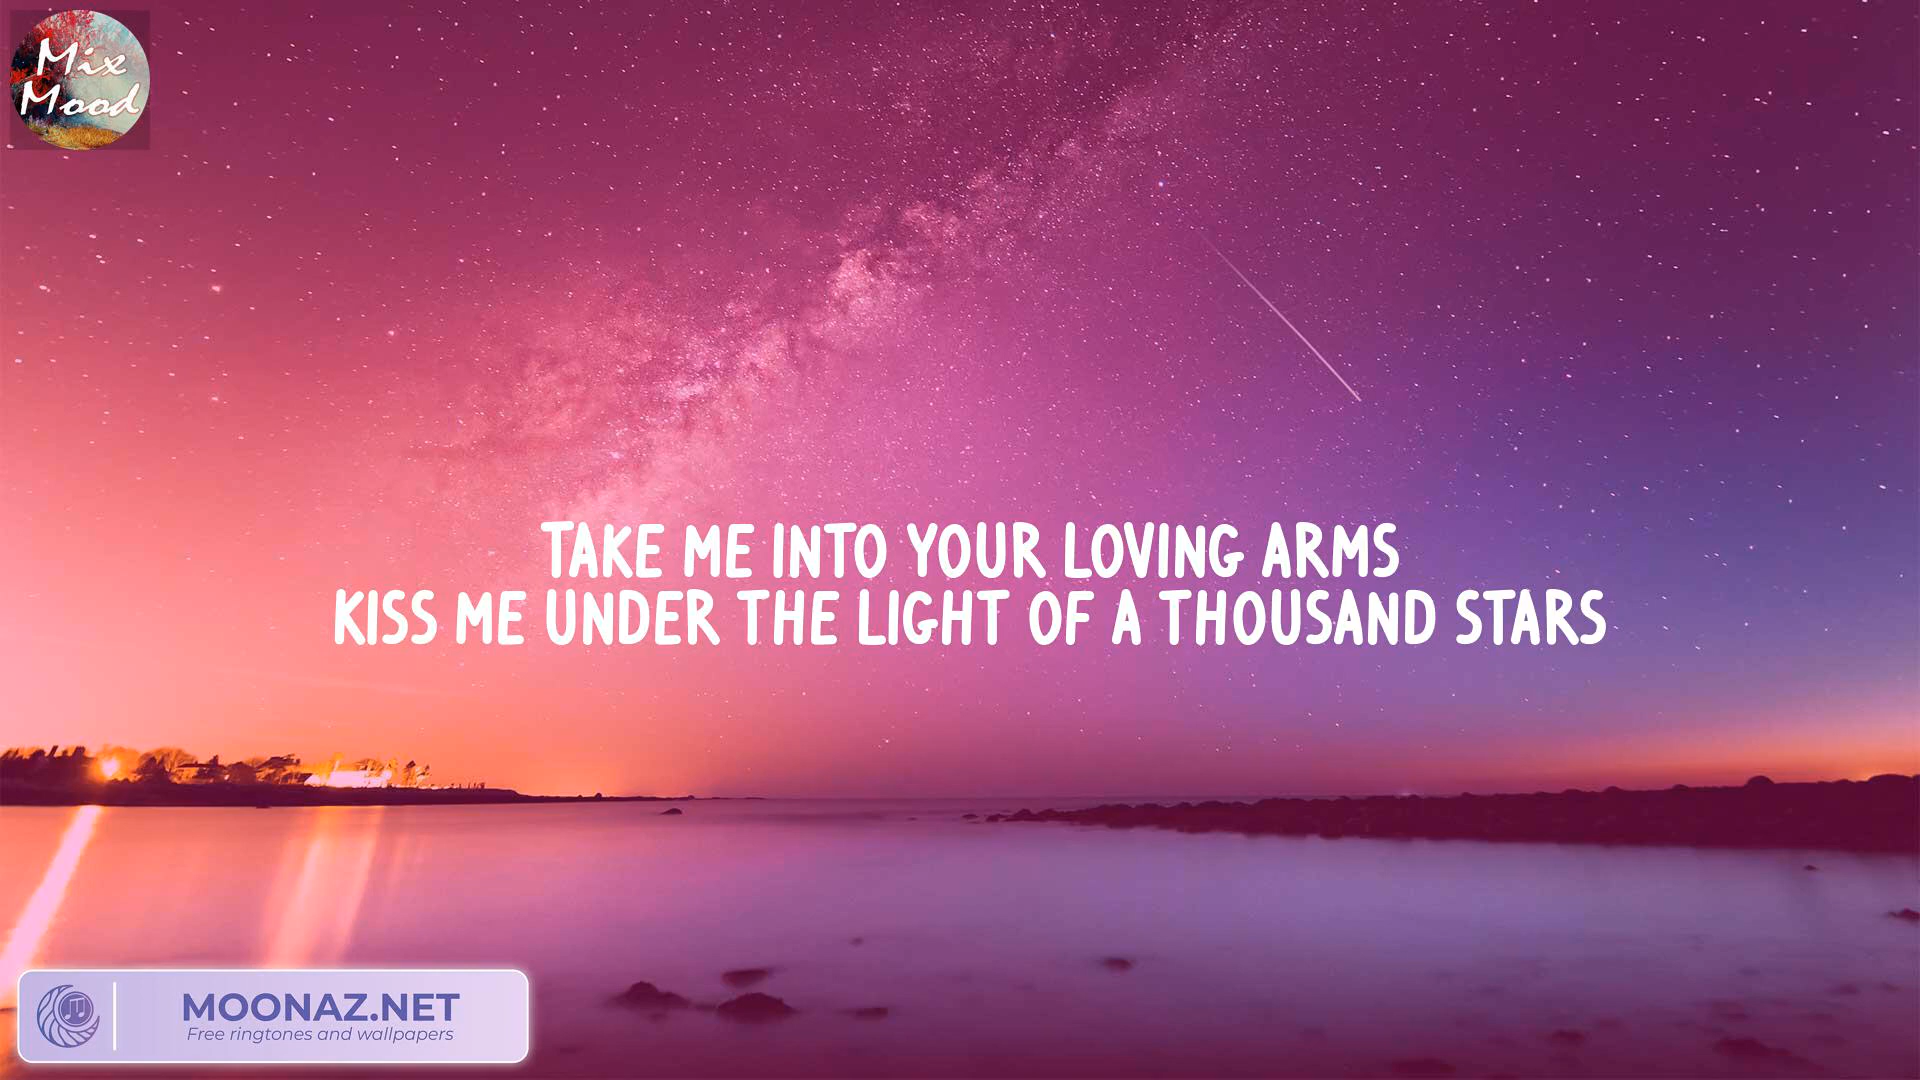 Mix
Mood
TAKE ME INTO YOUR LOVING ARMS
KISS ME UNDER THE LIGHT OF A THOUSAND STARS
MOONAZ.NET
Free ringtones and wallpapers